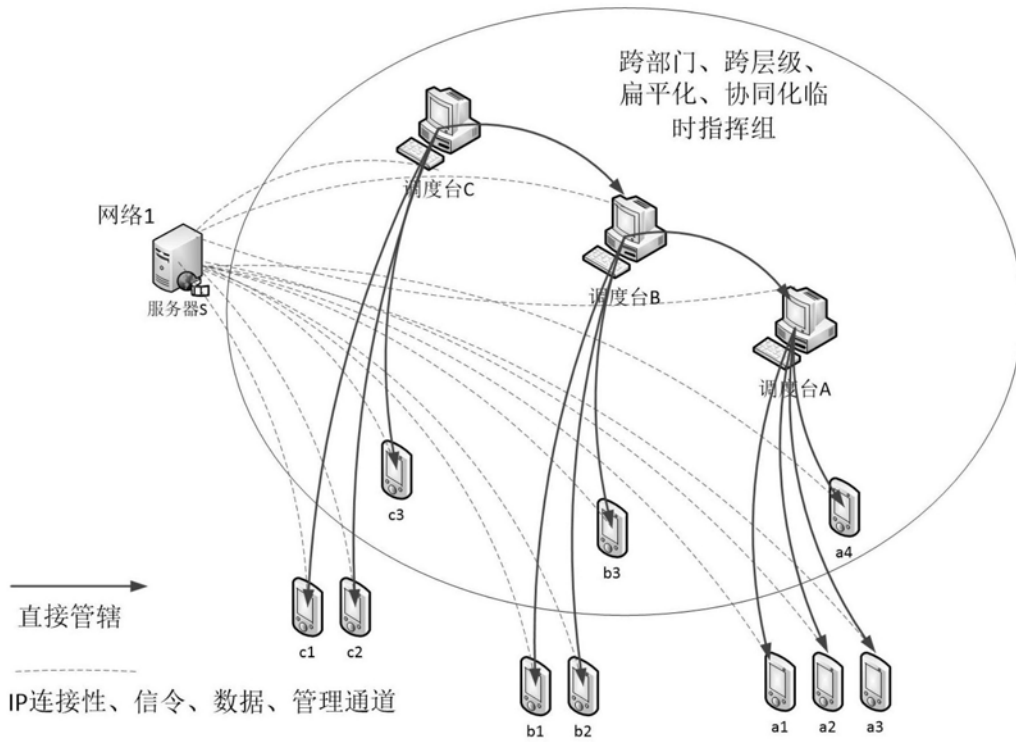 跨部门、跨层级、
扁平化、协同化临
时指挥组
调度台C
网络1
服务器S
调度台B
调度台A
c3
a4
b3
直接管辖
c1
c2
b1
b2
a1
a2
a3
IP连接性、信令、数据、管理通道